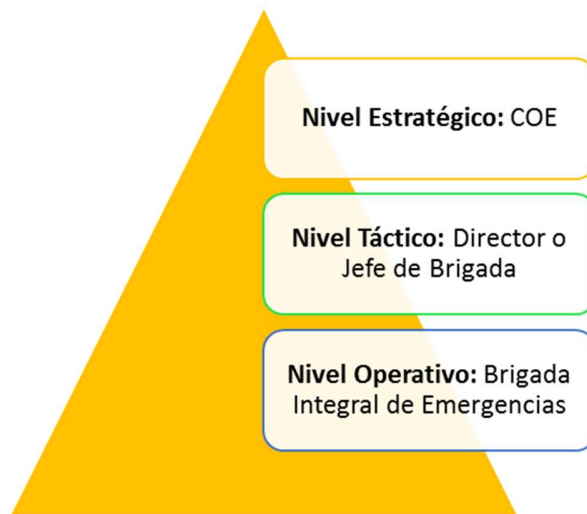 Nivel Estratégico: COE
Nivel Táctico: Director o
Jefe de Brigada
Nivel Operativo: Brigada
Integral de Emergencias